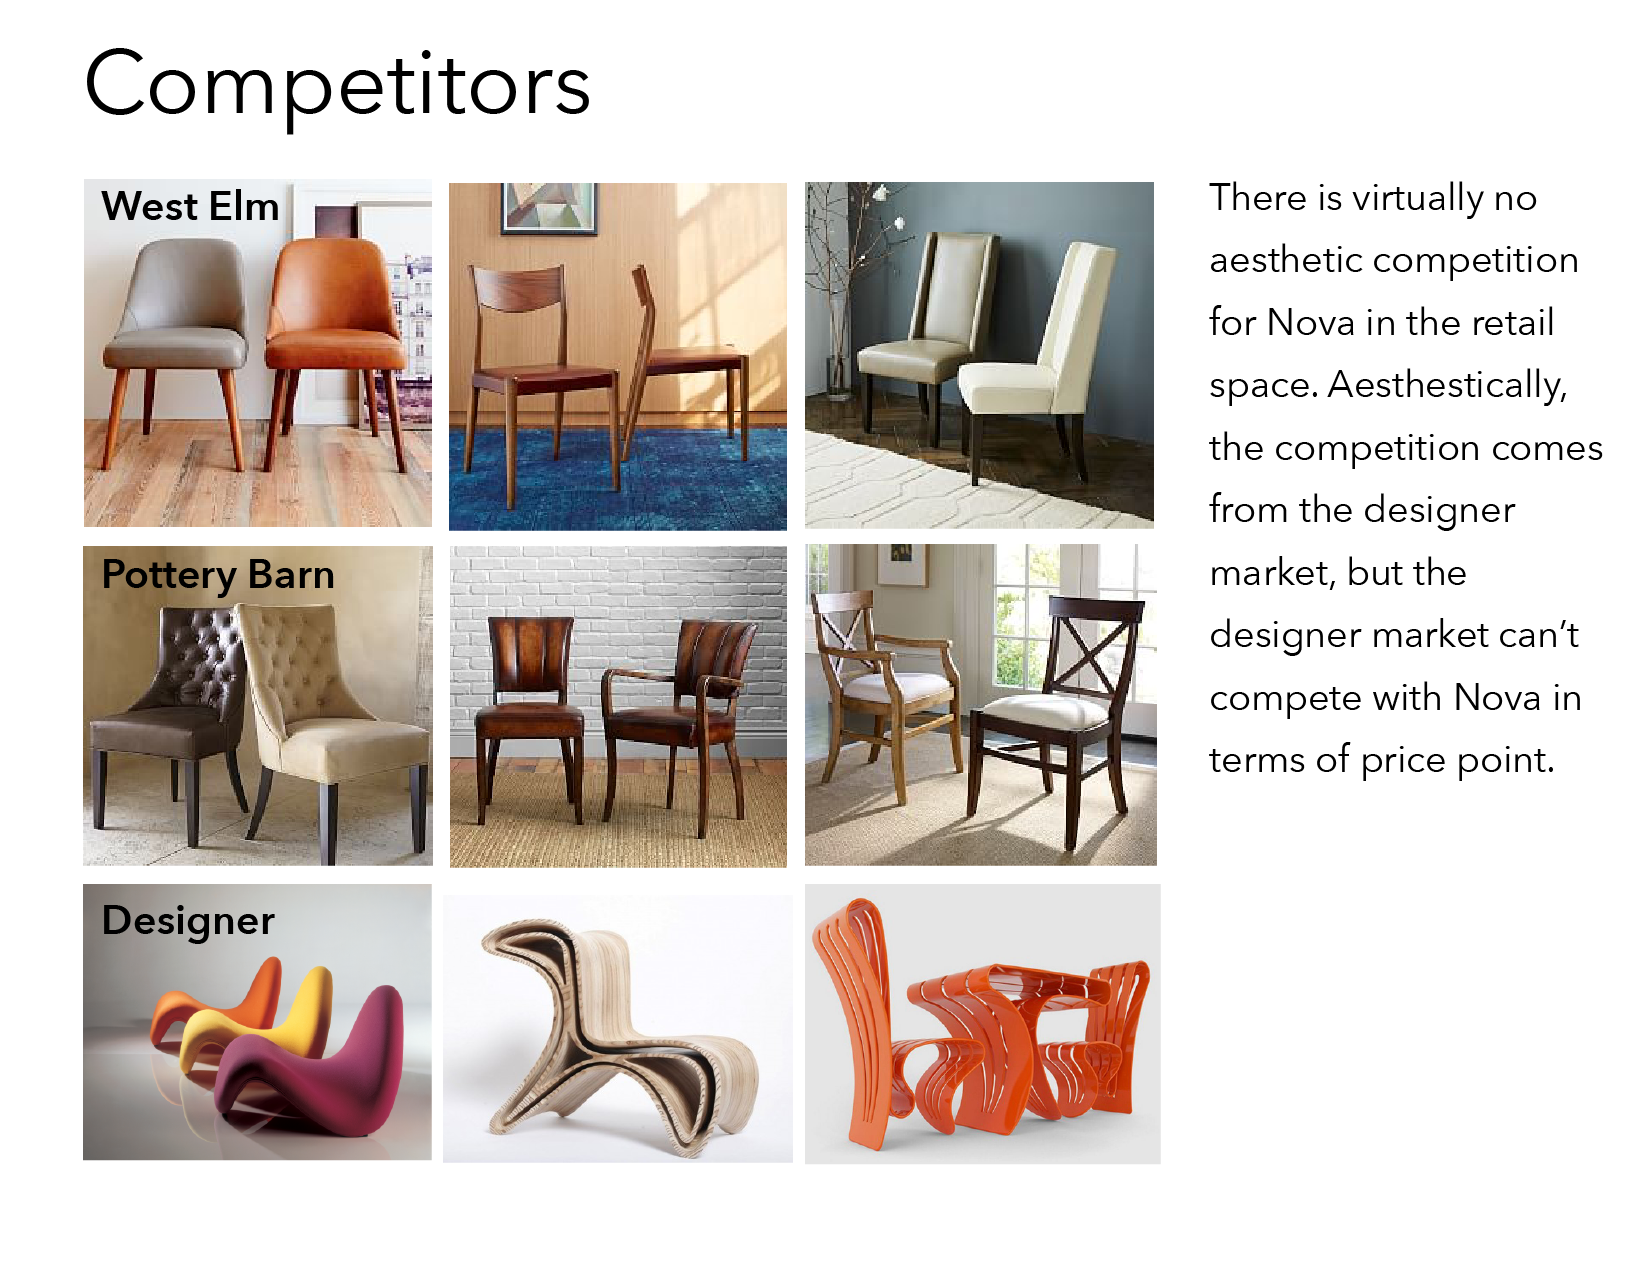 Competitors
West Elm
Pottery Barn
Designer
There is virtually no
aesthetic competition
for Nova in the retail
space. Aesthestically,
the competition comes
from the designer
market, but the
designer market can’t
compete with Nova in
terms of price point.